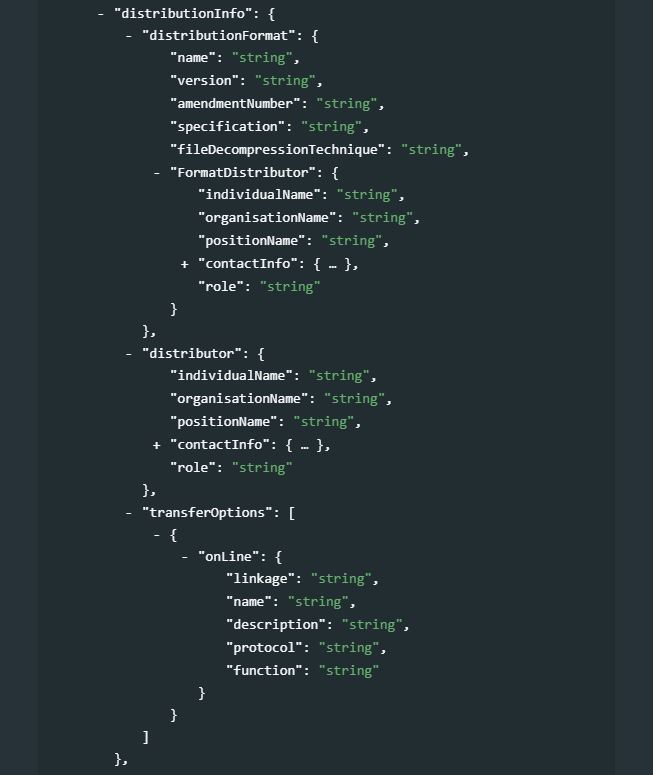 - "distributionInfo": {
- "distributionFormat": {
"name": "string",
"version": "string",
"amendmentNumber": "string",
"specification": "string",
"fileDecompressionTechnique": "string",
- "FormatDistributor": {
"individualName": "string",
"organisationName": "string",
"positionName": "string",
+ "contactInfo": { … },
"role": "string"
}
},
- "distributor": {
"individualName": "string",
"organisationName": "string",
"positionName": "string",
+ "contactInfo": { … },
"role": "string"
},
- "transferOptions": [
- {
- "onLine": {
"linkage": "string",
"name": "string",
"description": "string",
"protocol": "string",
"function": "string"
}
}
]
},